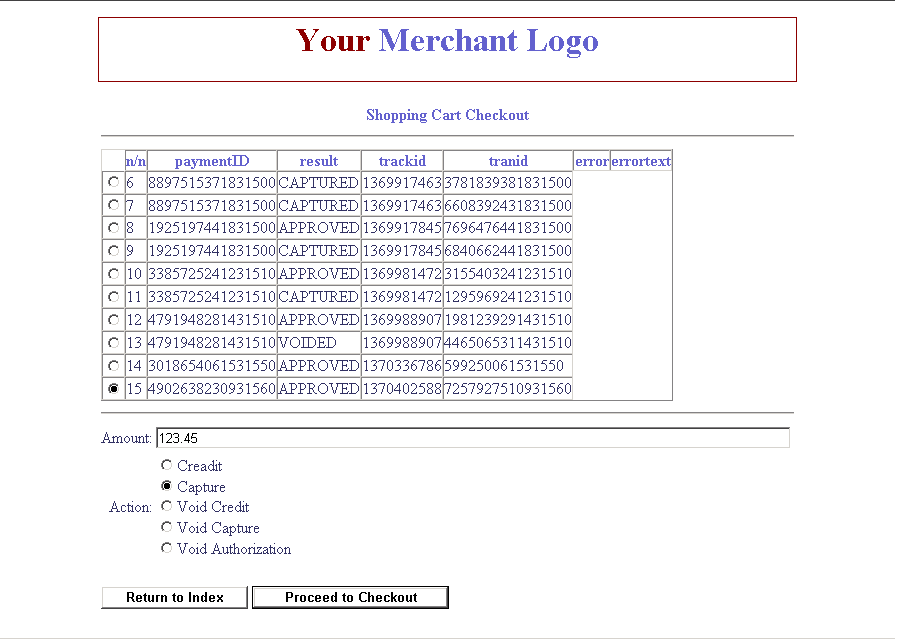 Your Merchant Logo
Shopping Cart Checkout
n/n paymentID result trackid tranid error errortext
6 8897515371831500 CAPTURED 1369917463 3781839381831500
7 8897515371831500 CAPTURED 1369917463 6608392431831500
8 1925197441831500 APPROVED 1369917845 7696476441831500
9 1925197441831500 CAPTURED 1369917845 6840662441831500
10 3385725241231510 APPROVED 1369981472 3155403241231510
11 3385725241231510 CAPTURED 1369981472 1295969241231510
12 4791948281431510 APPROVED 1369988907 1981239291431510
13 4791948281431510 VOIDED 1369988907 4465065311431510
14 3018654061531550 APPROVED 1370336786 599250061531550
15 4902638230931560 APPROVED 1370402588 7257927510931560
Amount: 123.45
Creadit
Capture
Action: Void Credit
Void Capture
Void Authorization
Return to Index Proceed to Checkout